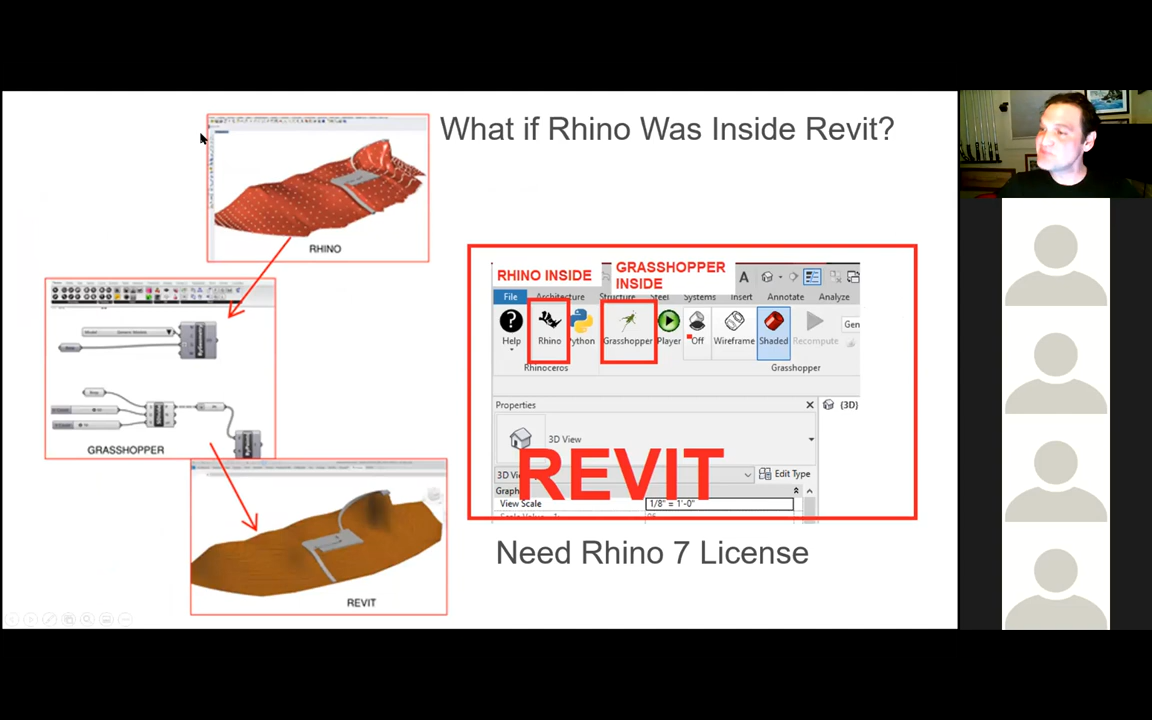 What if Rhino Was Inside Revit?
RHINO
GRASSHOPPER
REVIT
RHINO INSIDE
GRASSHOPPER
INSIDE
File Architecture Structure Steel Systems Insert Annotate Analyze
Help Rhino Python Grasshopper Player Off Wireframe Shaded Recompute
Rhinoceros Grasshopper
Properties (3D)
3D View
Edit Type
REVIT
View Scale 1/8" = 1'-0"
Need Rhino 7 License